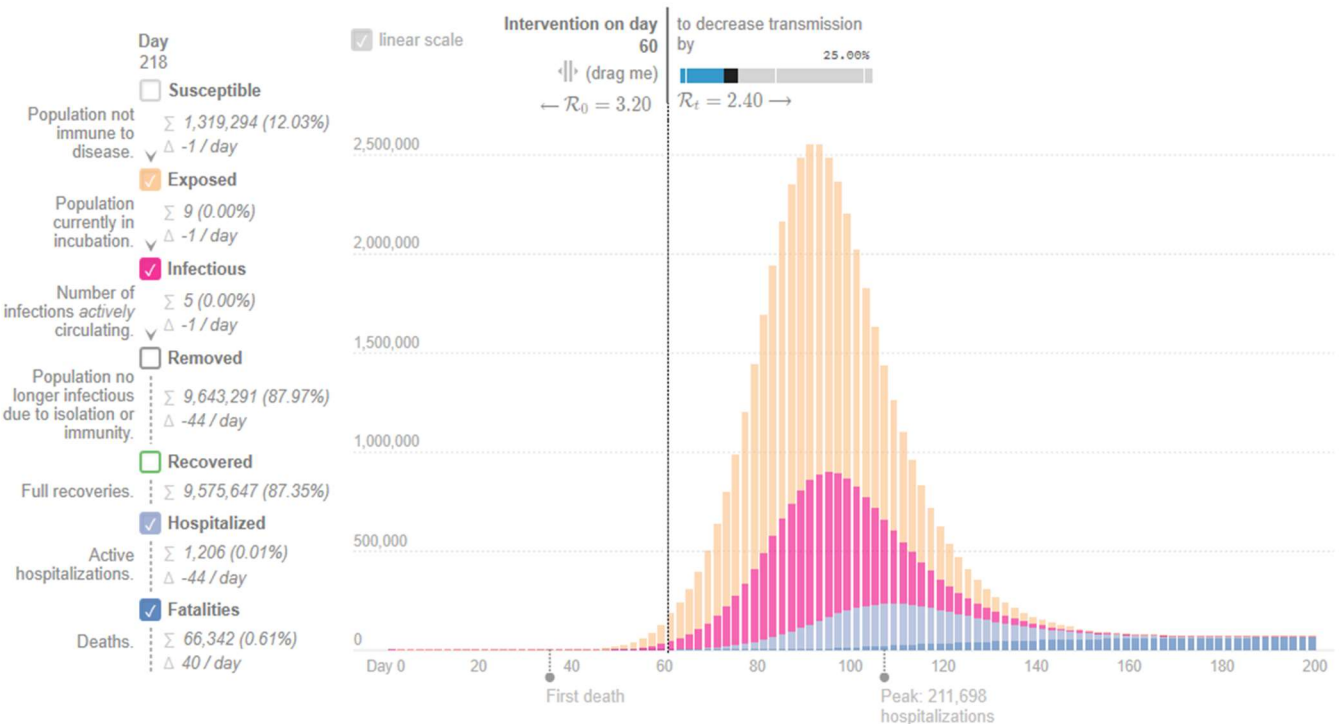 Day
218
Susceptible
Population not
immune to
disease.
∑ 1,319,294 (12.03%)
Δ -1 / day
Exposed
Population
currently in
incubation.
∑ 9 (0.00%)
Δ -1 / day
Infectious
Number of
infections actively
circulating.
∑ 5 (0.00%)
Δ -1 / day
Removed
Population no
longer infectious
due to isolation or
immunity.
∑ 9,643,291 (87.97%)
Δ -44 / day
Recovered
Full recoveries.
∑ 9,575,647 (87.35%)
Hospitalized
Active
hospitalizations.
∑ 1,206 (0.01%)
Δ -44 / day
Fatalities
Deaths.
∑ 66,342 (0.61%)
Δ 40 / day
linear scale
Intervention on day
60
(drag me)
← R₀ = 3.20
to decrease transmission
by
25.00%
Rₜ = 2.40 →
2,500,000
2,000,000
1,500,000
1,000,000
500,000
0
Day 0 20 40 60 80 100 120 140 160 180 200
First death
Peak: 211,698
hospitalizations